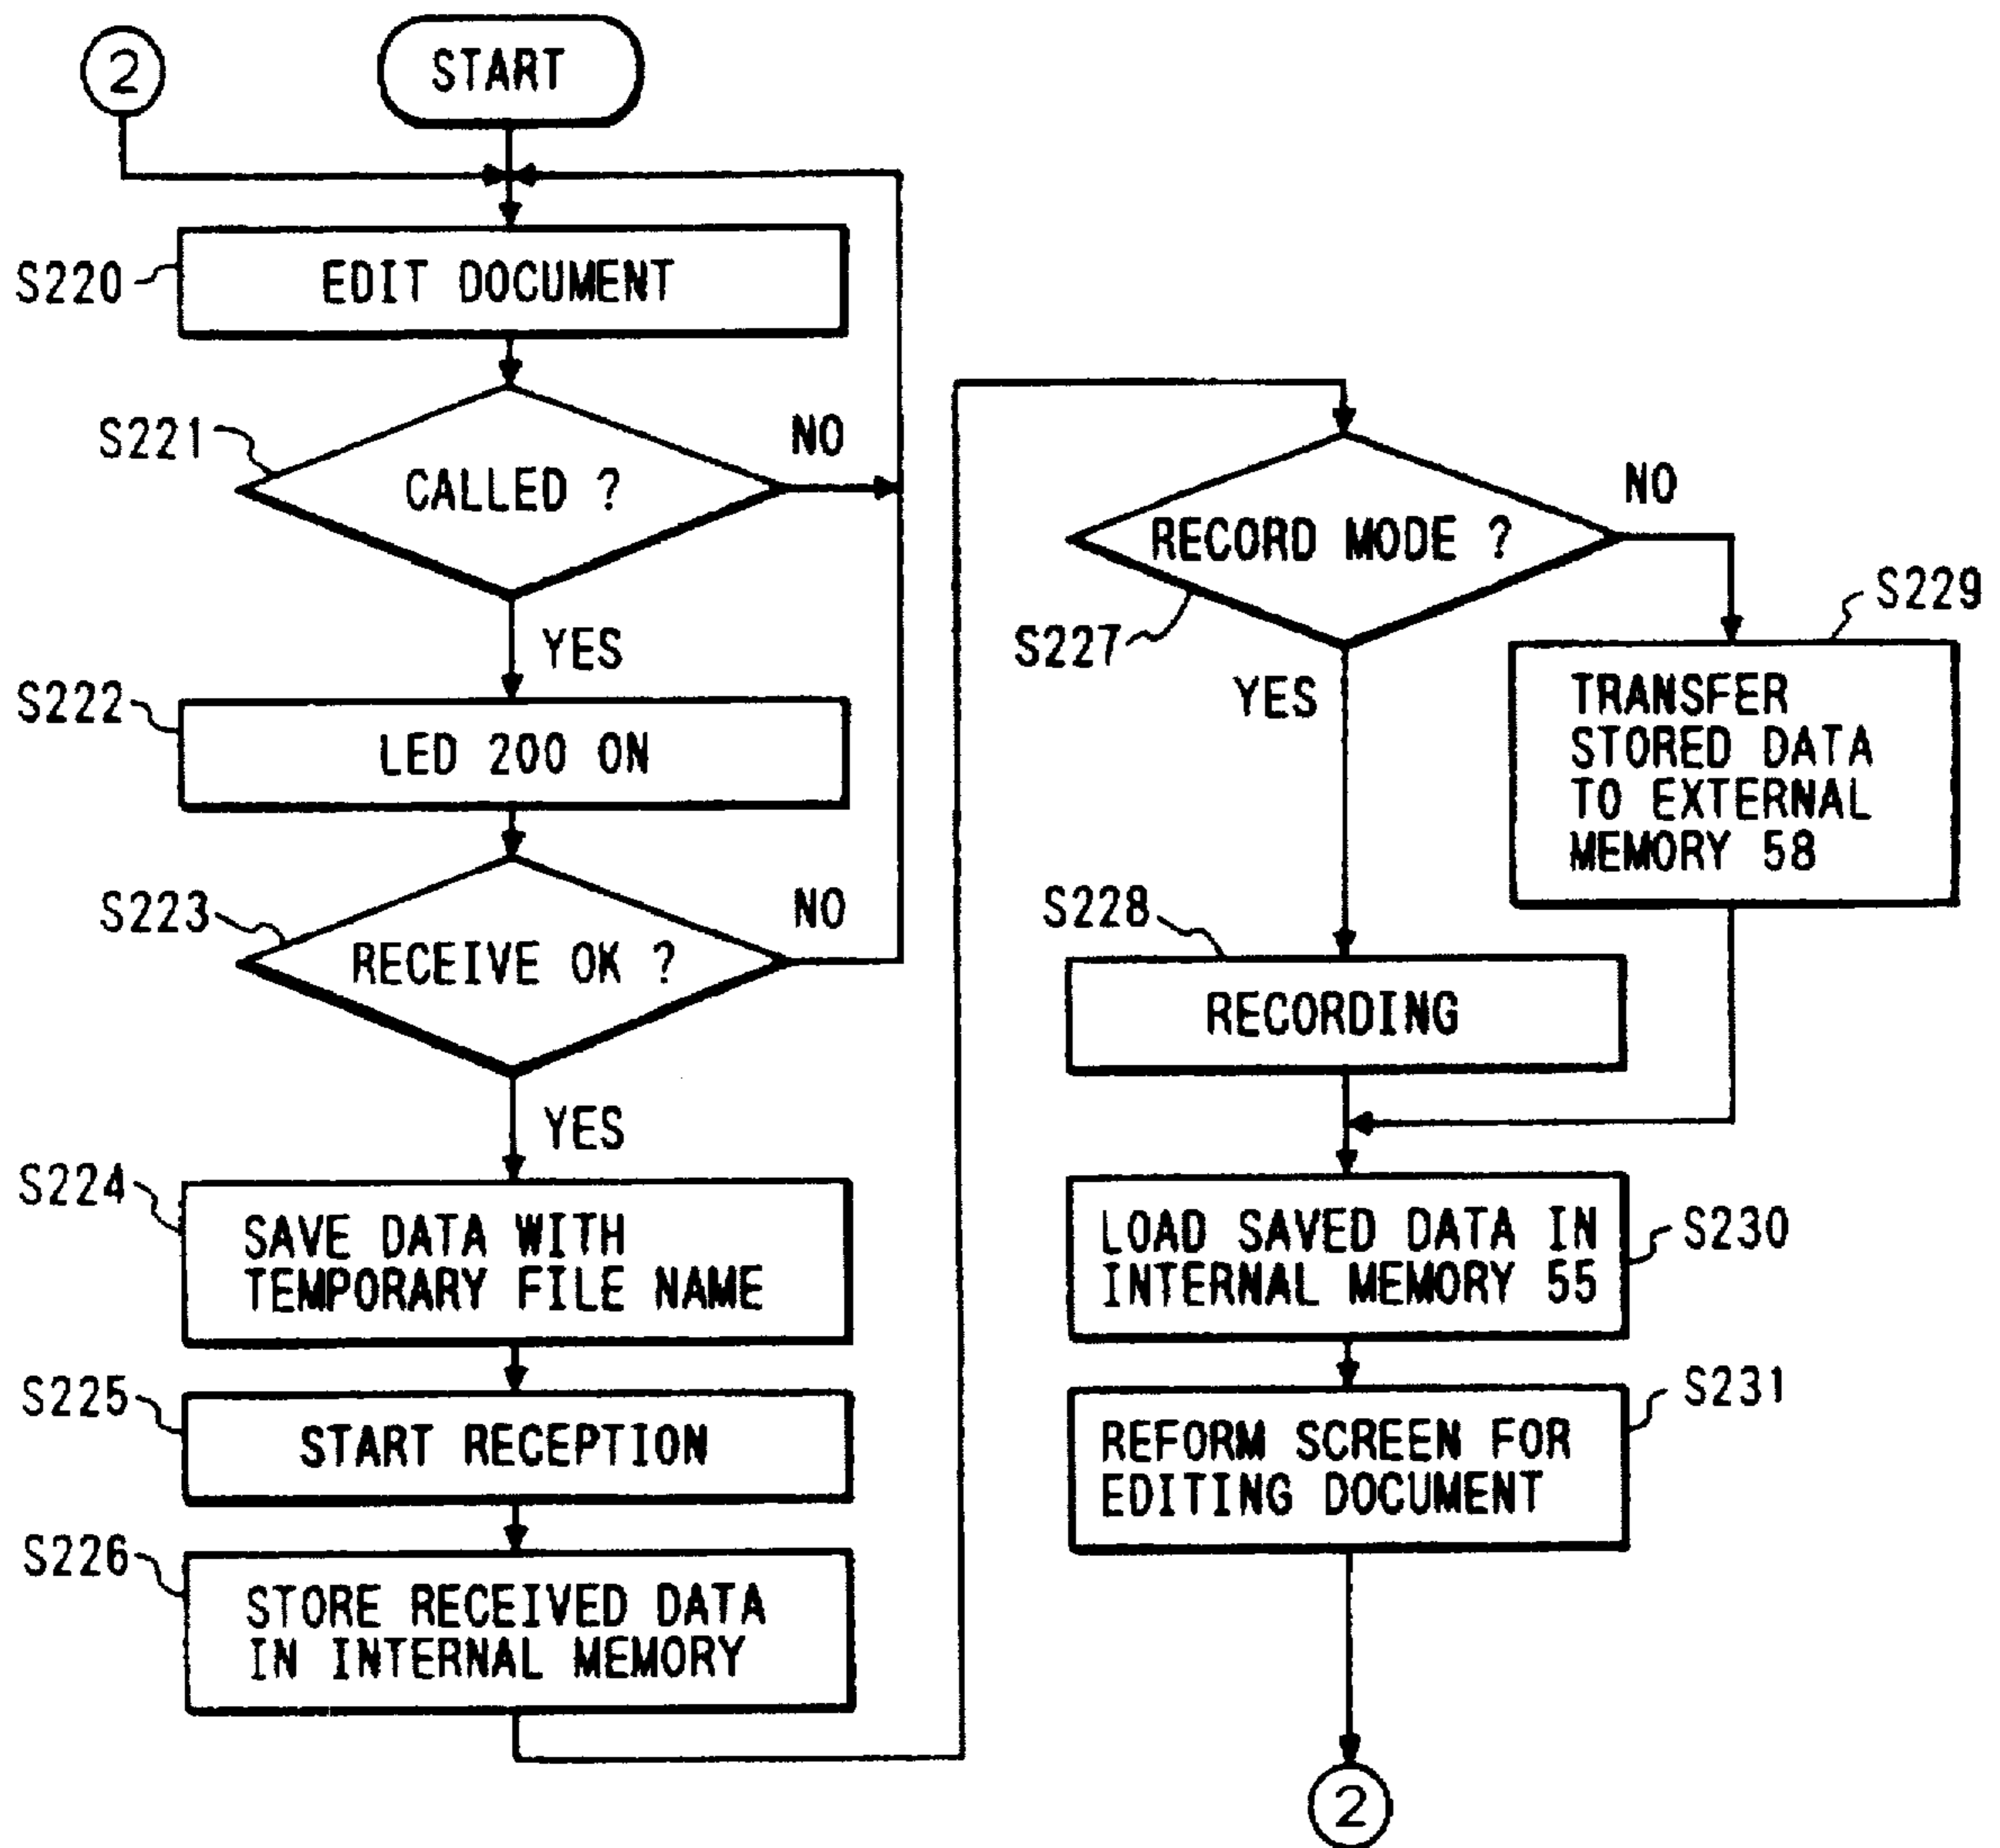 2
START
S220
EDIT DOCUMENT
S221
CALLED ?
NO
YES
S222
LED 200 ON
S223
RECEIVE OK ?
NO
YES
S224
SAVE DATA WITH
TEMPORARY FILE NAME
S225
START RECEPTION
S226
STORE RECEIVED DATA
IN INTERNAL MEMORY
RECORD MODE ?
NO
S227
YES
S229
TRANSFER
STORED DATA
TO EXTERNAL
MEMORY 58
S228
RECORDING
LOAD SAVED DATA IN
INTERNAL MEMORY 55
S230
REFORM SCREEN FOR
EDITING DOCUMENT
S231
2